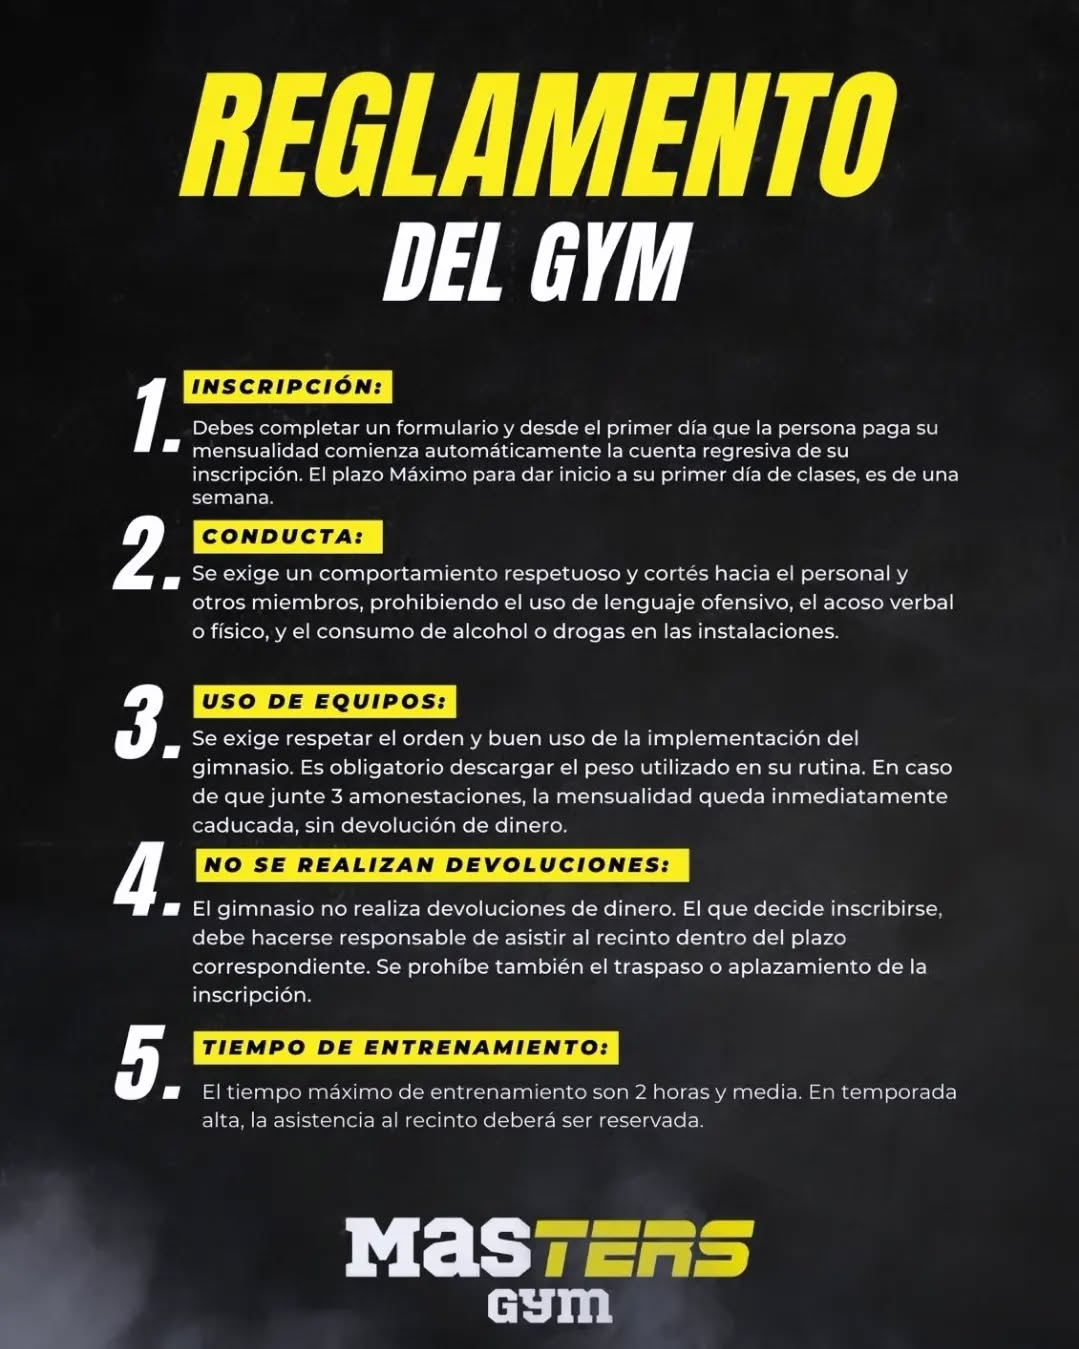 REGLAMENTO
DEL GYM
1. INSCRIPCIÓN:
Debes completar un formulario y desde el primer día que la persona paga su
mensualidad comienza automáticamente la cuenta regresiva de su
inscripción. El plazo Máximo para dar inicio a su primer día de clases, es de una
semana.
2. CONDUCTA:
Se exige un comportamiento respetuoso y cortés hacia el personal y
otros miembros, prohibiendo el uso de lenguaje ofensivo, el acoso verbal
o físico, y el consumo de alcohol o drogas en las instalaciones.
3. USO DE EQUIPOS:
Se exige respetar el orden y buen uso de la implementación del
gimnasio. Es obligatorio descargar el peso utilizado en su rutina. En caso
de que junte 3 amonestaciones, la mensualidad queda inmediatamente
caducada, sin devolución de dinero.
4. NO SE REALIZAN DEVOLUCIONES:
El gimnasio no realiza devoluciones de dinero. El que decide inscribirse,
debe hacerse responsable de asistir al recinto dentro del plazo
correspondiente. Se prohíbe también el traspaso o aplazamiento de la
inscripción.
5. TIEMPO DE ENTRENAMIENTO:
El tiempo máximo de entrenamiento son 2 horas y media. En temporada
alta, la asistencia al recinto deberá ser reservada.
MasTERS
Gym